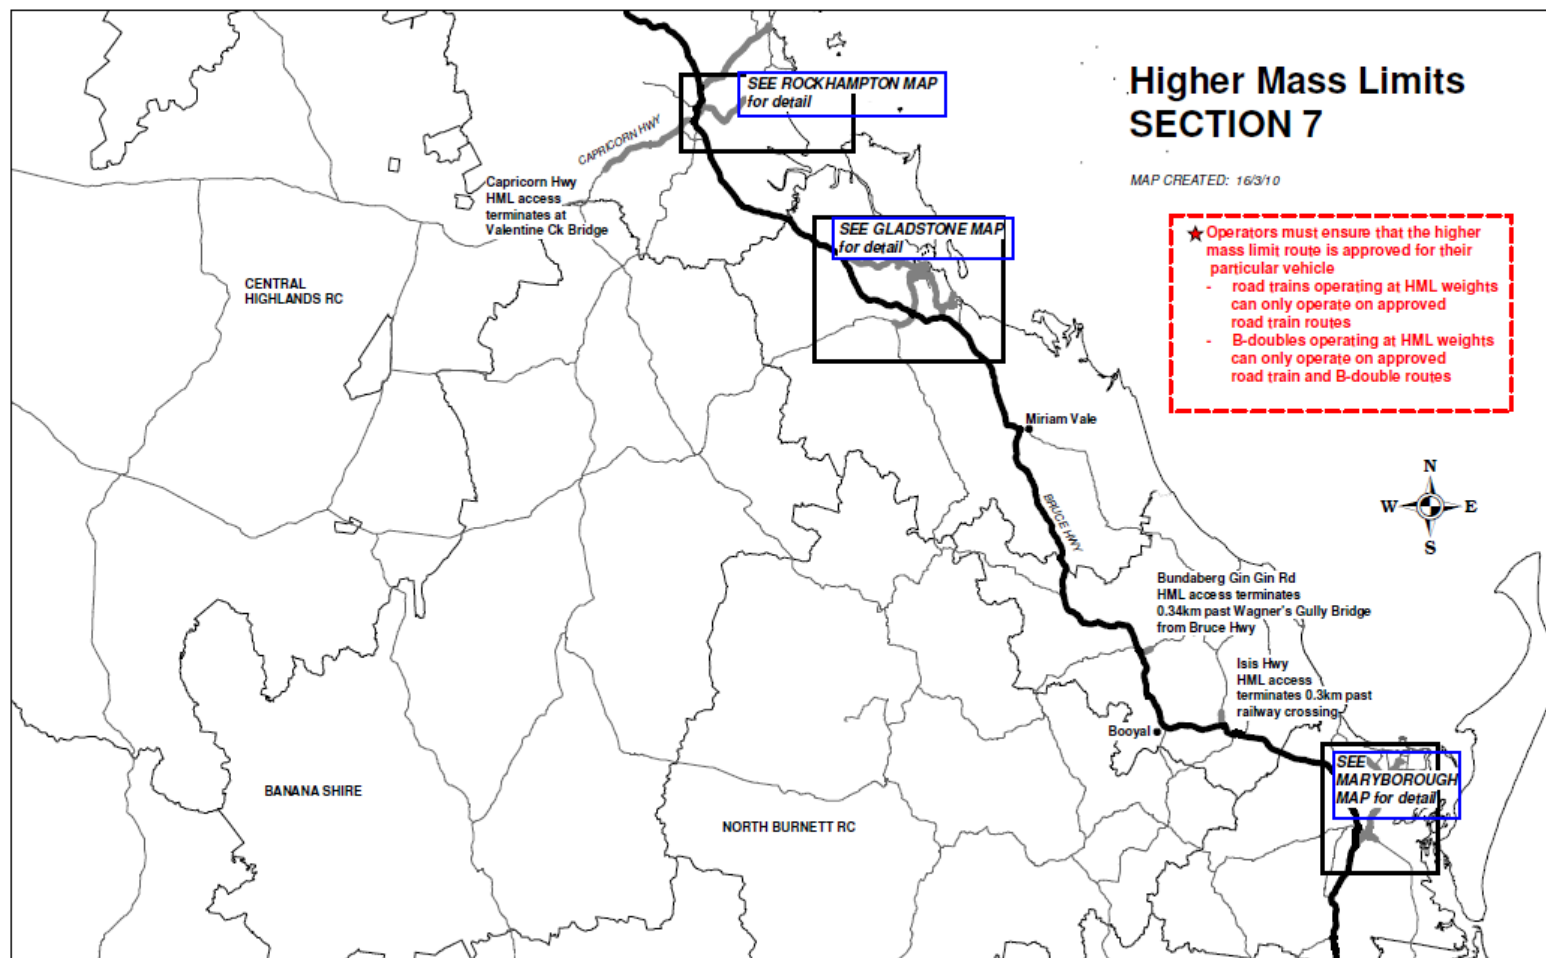 SEE ROCKHAMPTON MAP
for detail
Higher Mass Limits
SECTION 7
MAP CREATED: 16/3/10
CAPRICORN HWY
Capricorn Hwy
HML access
terminates at
Valentine Ck Bridge
SEE GLADSTONE MAP
for detail
★ Operators must ensure that the higher
mass limit route is approved for their
particular vehicle
- road trains operating at HML weights
can only operate on approved
road train routes
- B-doubles operating at HML weights
can only operate on approved
road train and B-double routes
CENTRAL
HIGHLANDS RC
Miriam Vale
N
W E
S
BRUCE HWY
Bundaberg Gin Gin Rd
HML access terminates
0.34km past Wagner's Gully Bridge
from Bruce Hwy
Isis Hwy
HML access
terminates 0.3km past
railway crossing
Booyal
SEE
MARYBOROUGH
MAP for detail
BANANA SHIRE
NORTH BURNETT RC